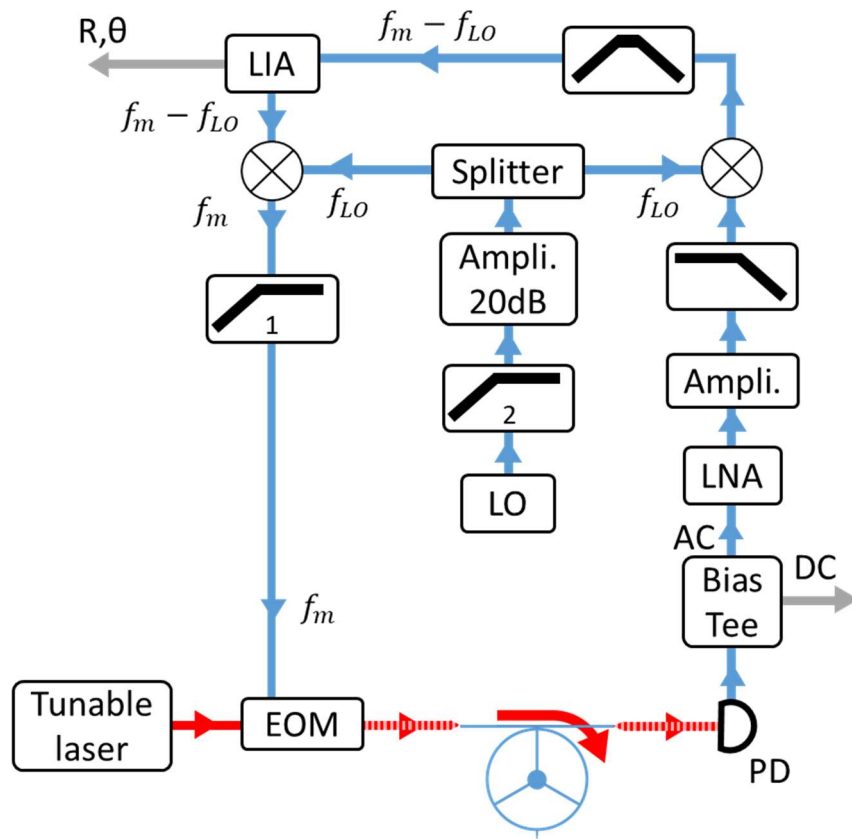 R,θ
LIA
f_m − f_LO
f_m − f_LO
f_m
f_LO
Splitter
f_LO
Ampli.
20dB
1
2
LO
Ampli.
LNA
AC
Bias
Tee
DC
f_m
Tunable
laser
EOM
PD